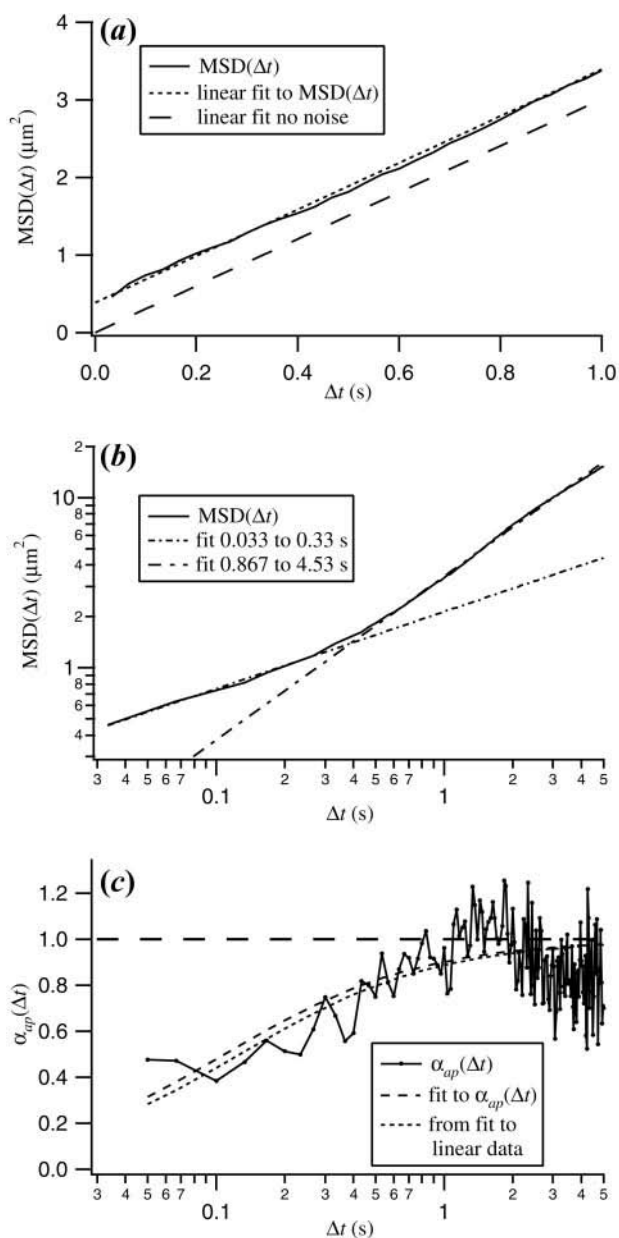 (a)
MSD(Δt)
linear fit to MSD(Δt)
linear fit no noise
MSD(Δt) (μm²)
4
3
2
1
0
0.0 0.2 0.4 0.6 0.8 1.0
Δt (s)
(b)
MSD(Δt)
fit 0.033 to 0.33 s
fit 0.867 to 4.53 s
MSD(Δt) (μm²)
2
10
8
6
4
2
1
8
6
4
3 4 5 6 7 0.1 2 3 4 5 6 7 1 2 3 4 5
Δt (s)
(c)
αap(Δt)
1.2
1.0
0.8
0.6
0.4
0.2
0.0
αap(Δt)
fit to αap(Δt)
from fit to
linear data
3 4 5 6 7 0.1 2 3 4 5 6 7 1 2 3 4 5
Δt (s)